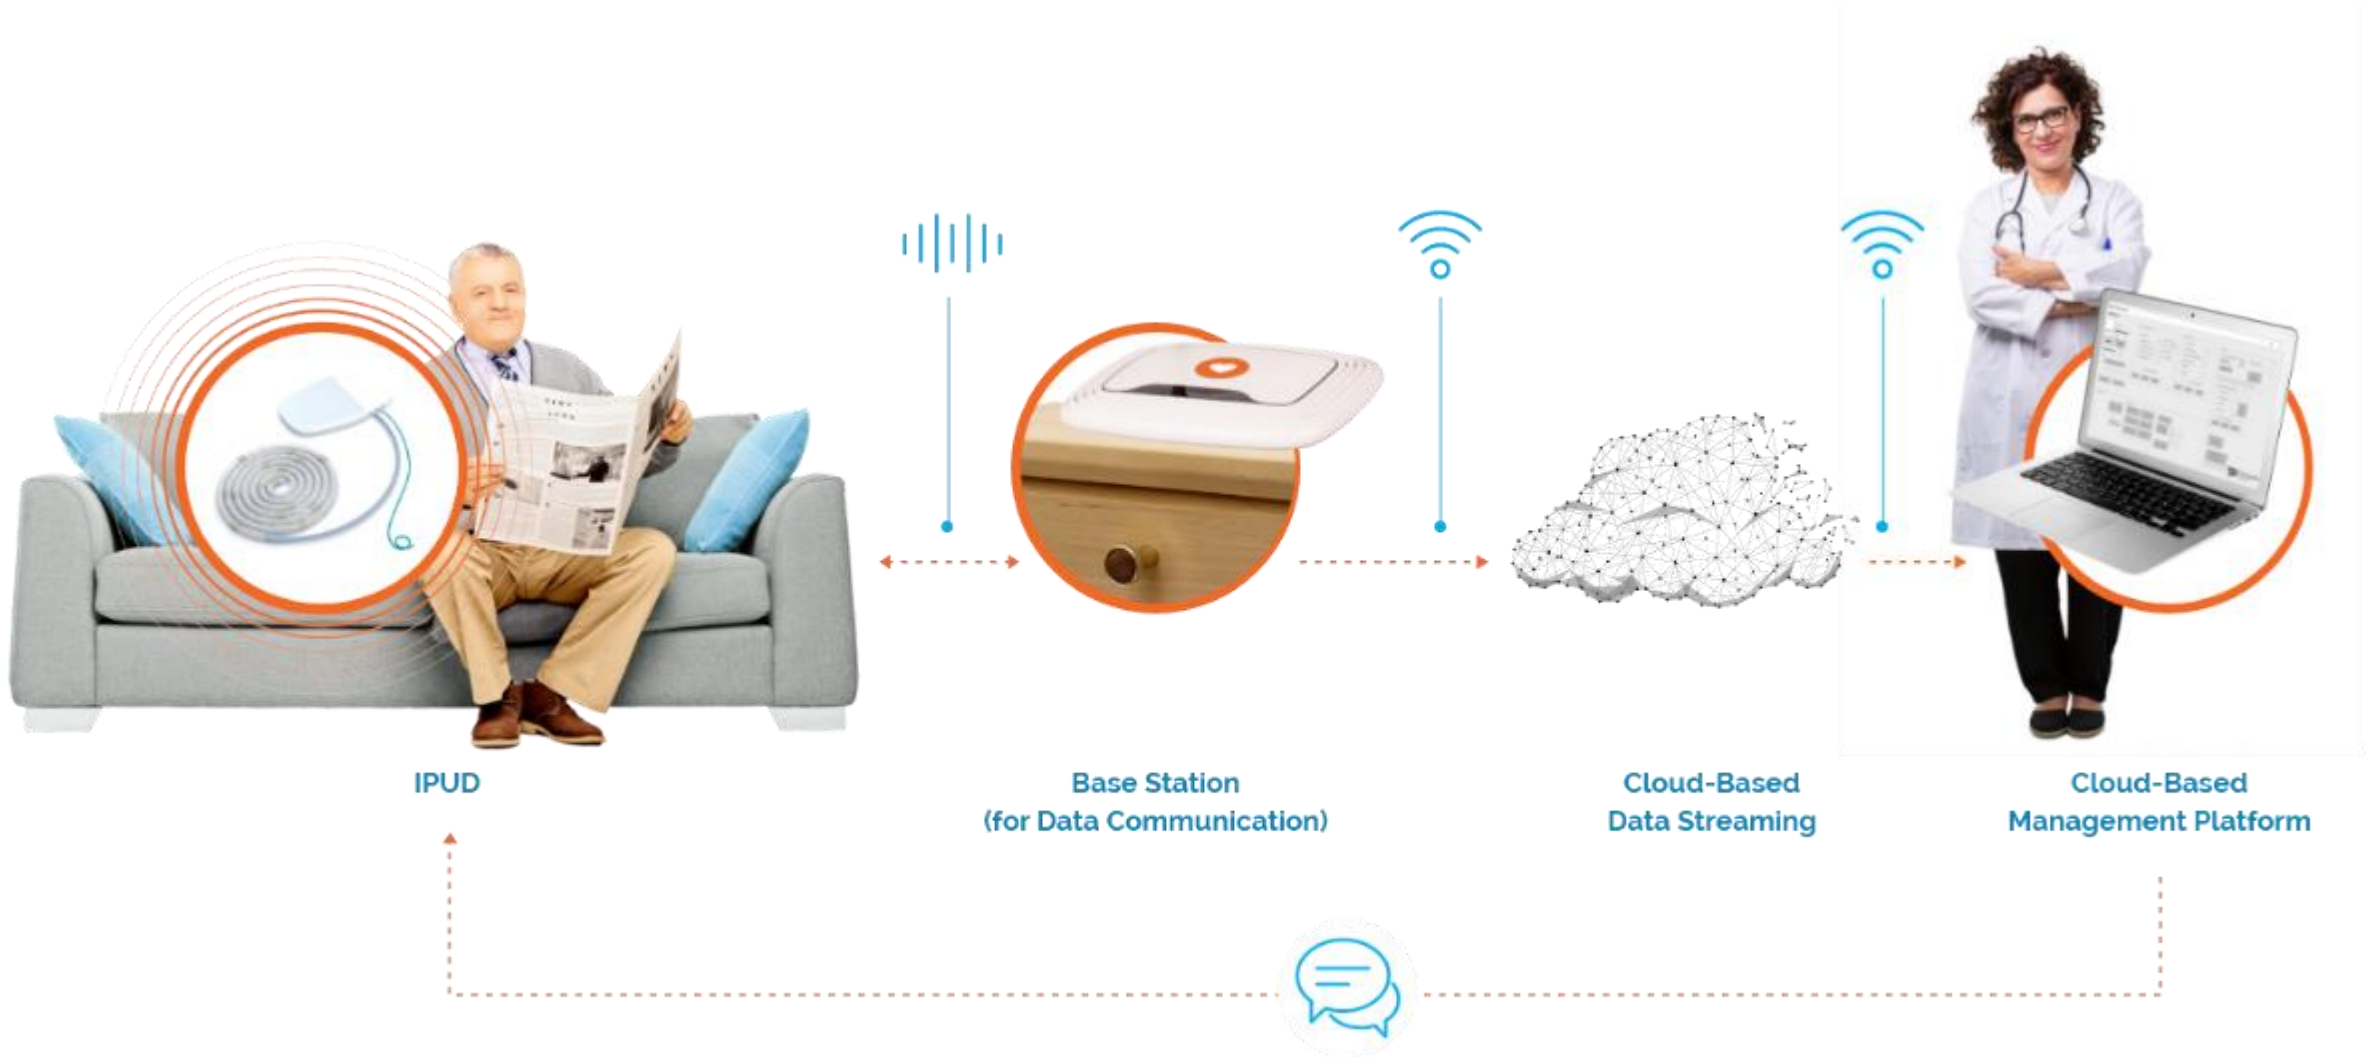 IPUD
Base Station
(for Data Communication)
Cloud-Based
Data Streaming
Cloud-Based
Management Platform